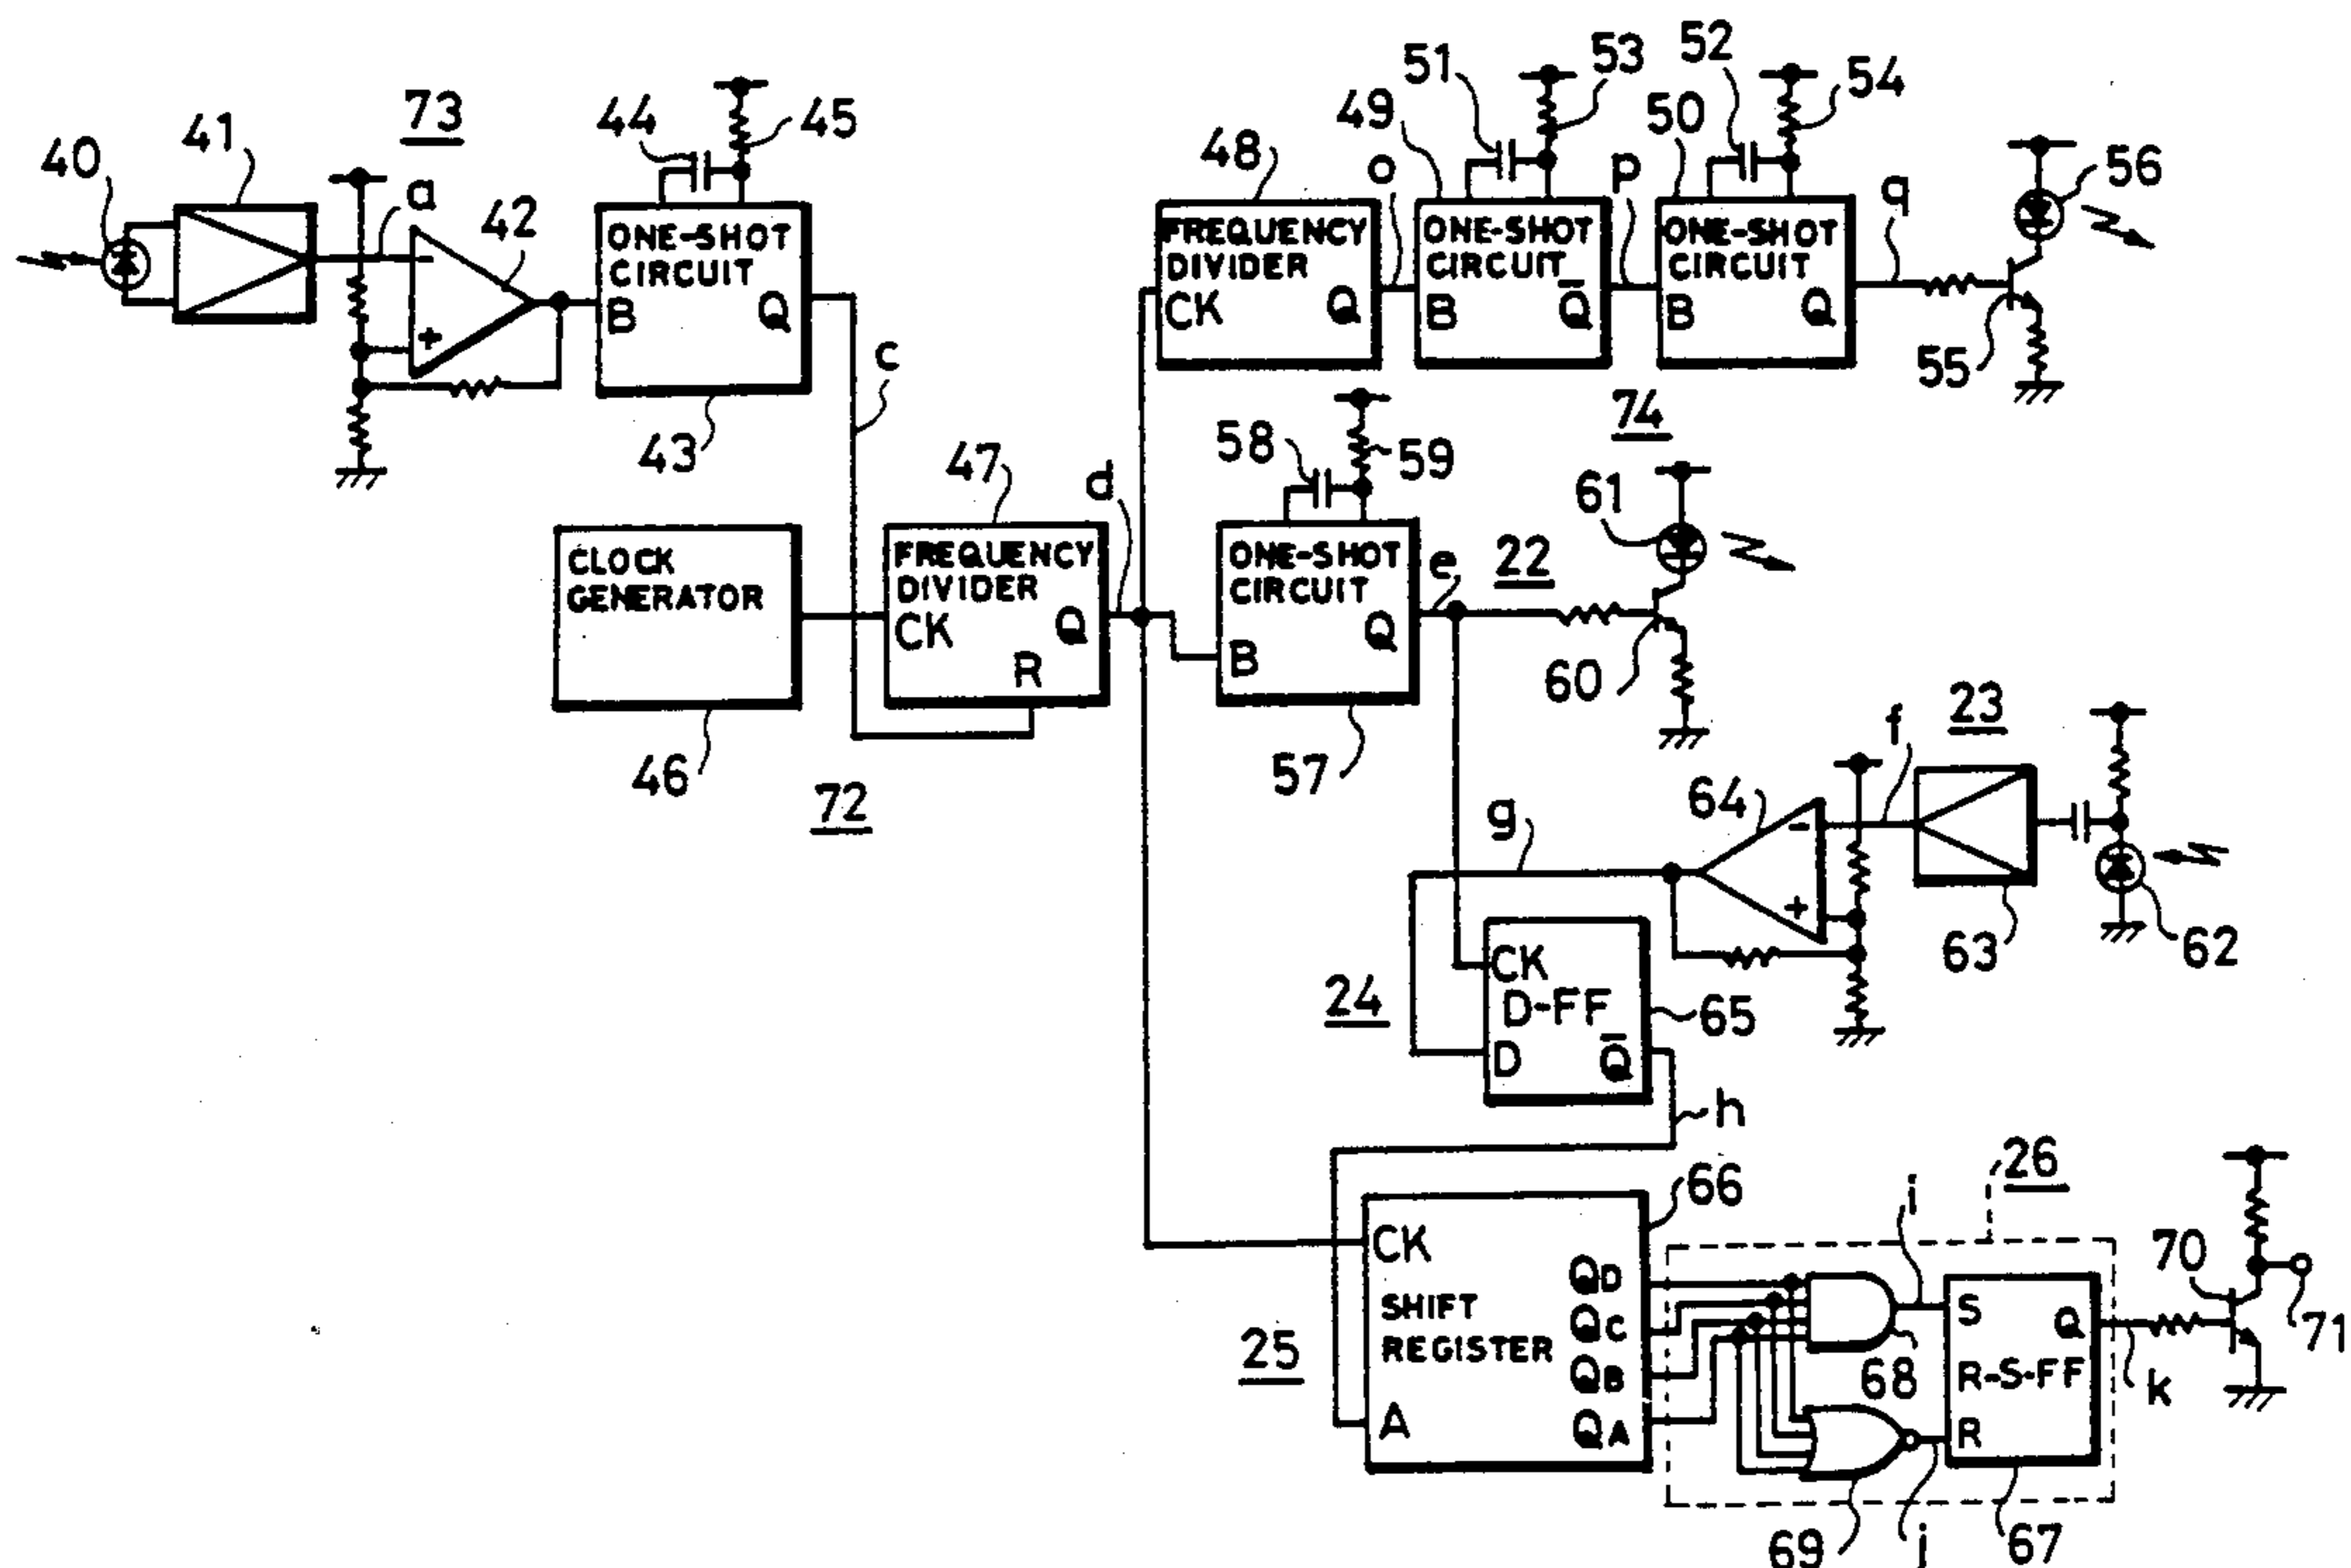 73
40
41
a
42
-
+
44
45
ONE-SHOT
CIRCUIT
B
Q
43
c
48
FREQUENCY
DIVIDER
CK
Q
o
49
51
53
ONE-SHOT
CIRCUIT
B
Q̅
p
50
52
54
ONE-SHOT
CIRCUIT
B
Q
q
55
56
74
CLOCK
GENERATOR
46
72
47
FREQUENCY
DIVIDER
CK
Q
R
d
58
59
ONE-SHOT
CIRCUIT
B
Q
57
e
22
60
61
23
f
62
63
64
-
+
g
24
CK
D-FF
D
Q̅
65
h
25
66
CK
SHIFT
REGISTER
A
QD
QC
QB
QA
26
i
68
69
j
S
Q
R-S-FF
R
67
k
70
71